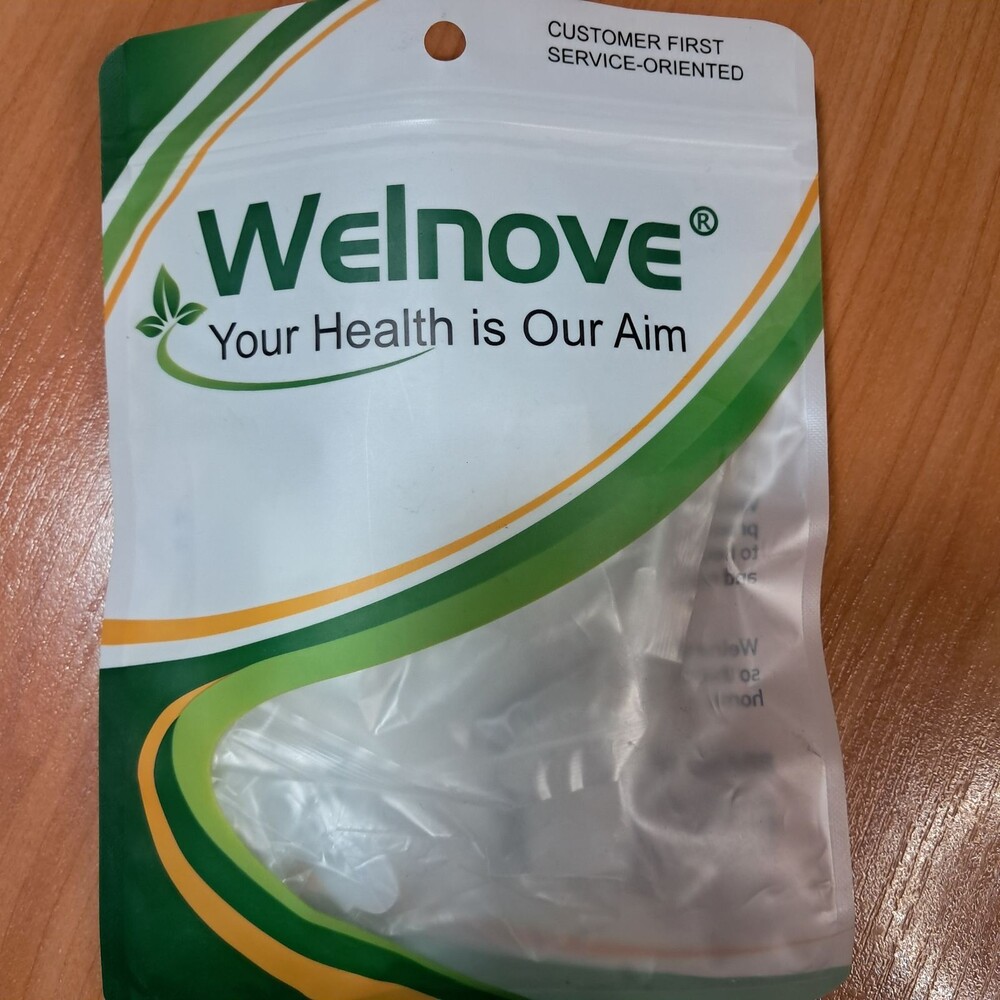 CUSTOMER FIRST
SERVICE-ORIENTED
Welnove®
Your Health is Our Aim